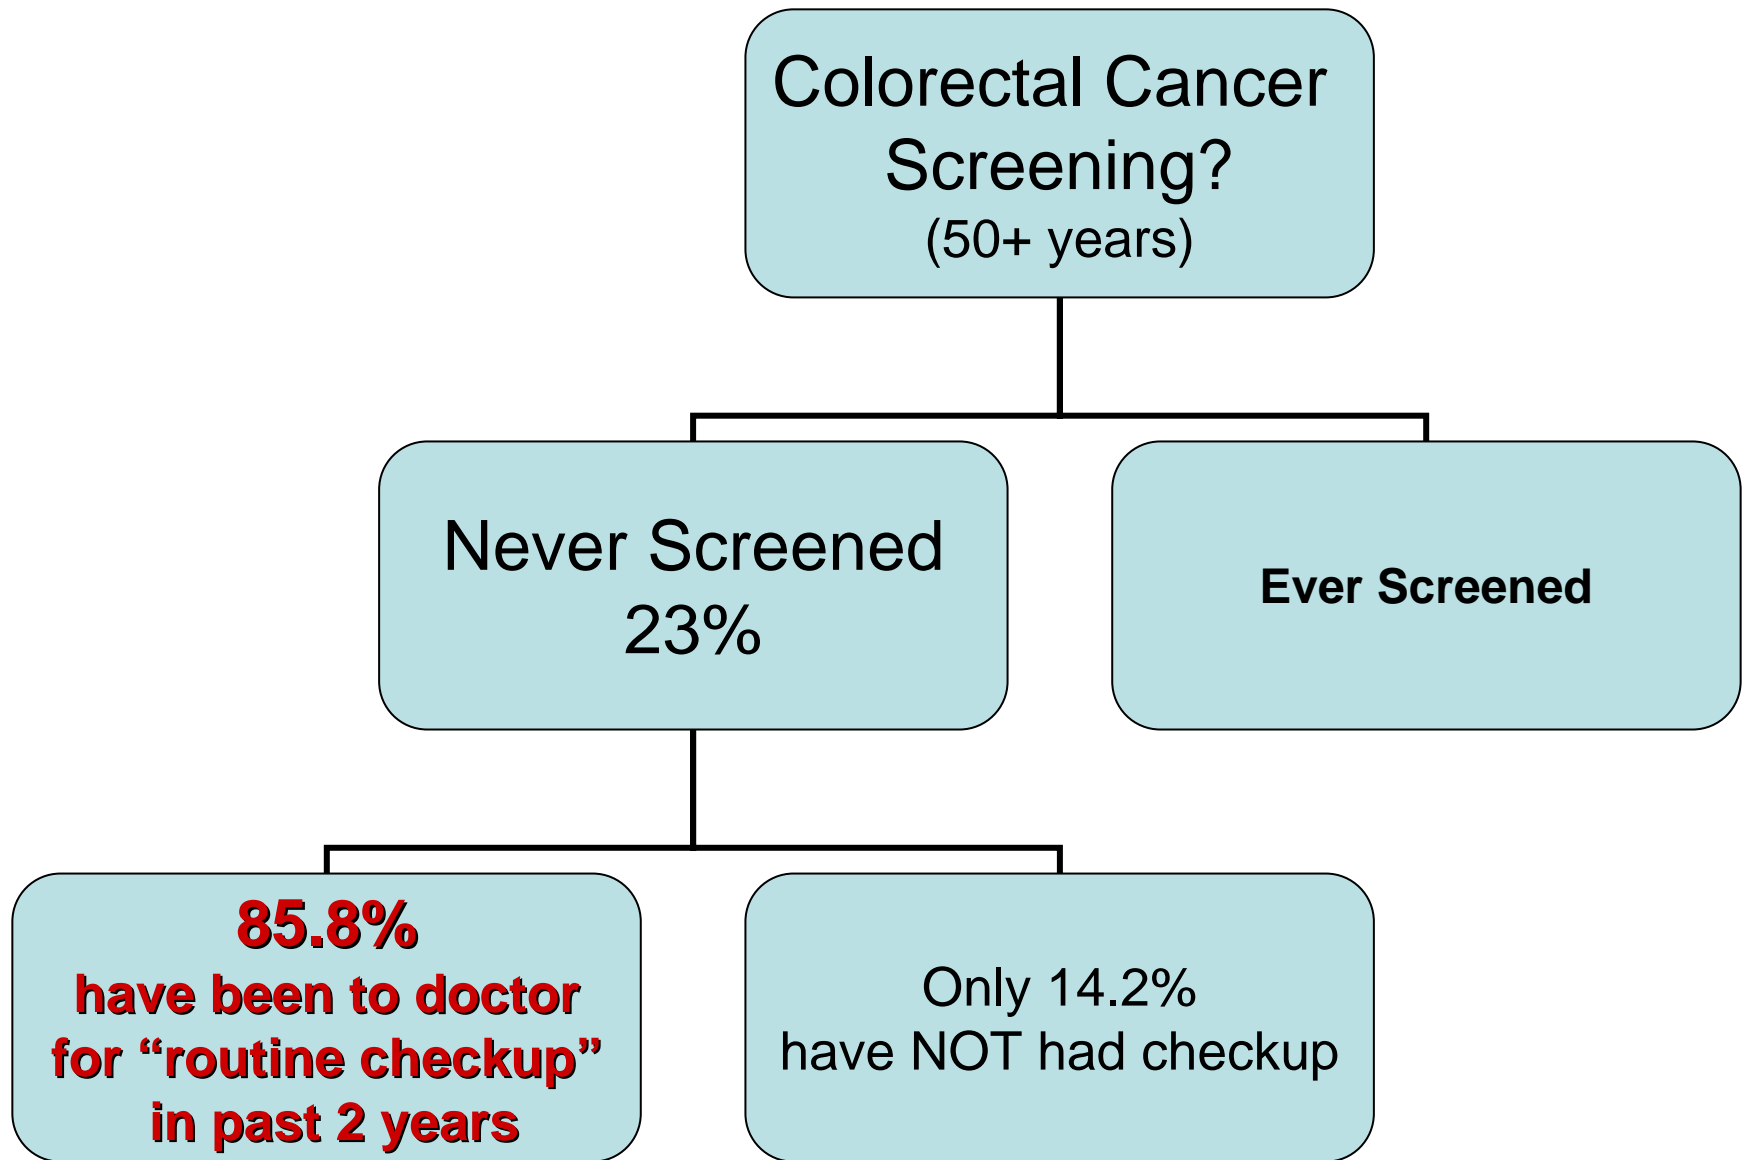 Colorectal Cancer
Screening?
(50+ years)
Never Screened
23%
Ever Screened
85.8%
have been to doctor
for “routine checkup”
in past 2 years
Only 14.2%
have NOT had checkup